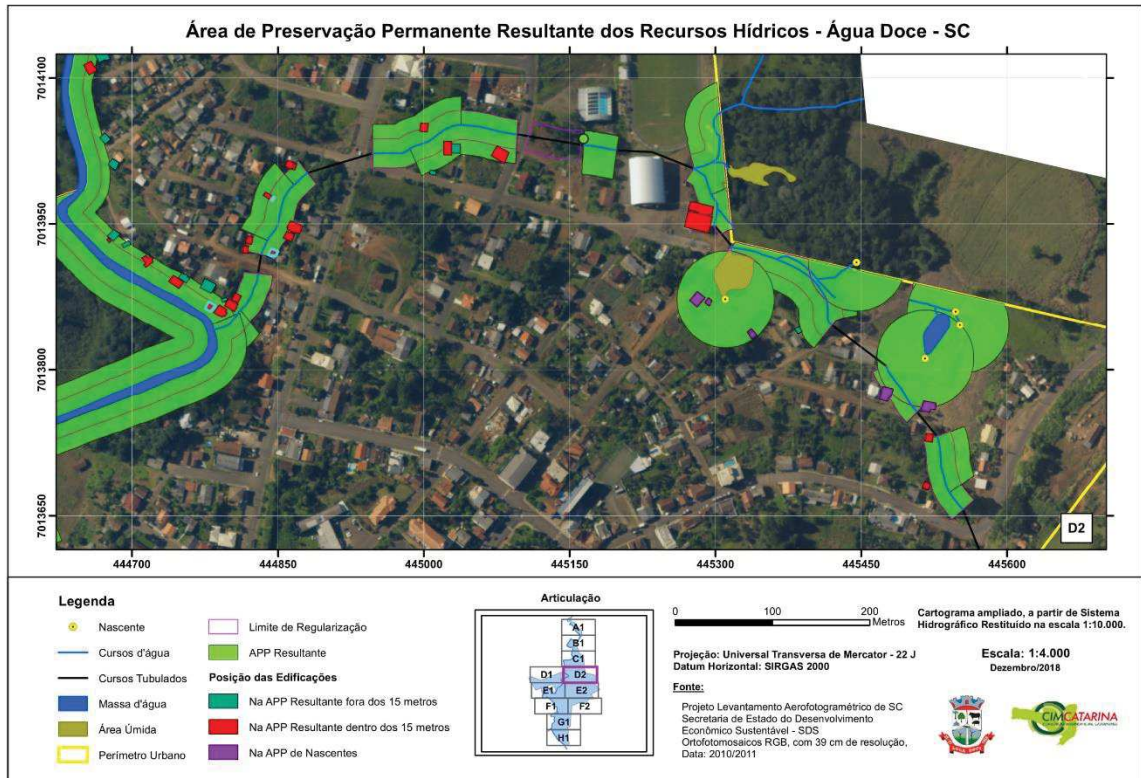 Área de Preservação Permanente Resultante dos Recursos Hídricos - Água Doce - SC
7014100
7013950
7013800
7013650
D2
444700
444850
445000
445150
445300
445450
445600
Legenda
Nascente
Cursos d'água
Cursos Tubulados
Massa d'água
Área Úmida
Perímetro Urbano
Limite de Regularização
APP Resultante
Posição das Edificações
Na APP Resultante fora dos 15 metros
Na APP Resultante dentro dos 15 metros
Na APP de Nascentes
Articulação
A1
B1
C1
D1
D2
E1
E2
F1
F2
G1
H1
0
100
200
Metros
Projeção: Universal Transversa de Mercator - 22 J
Datum Horizontal: SIRGAS 2000
Fonte:
Projeto Levantamento Aerofotogramétrico de SC
Secretaria de Estado do Desenvolvimento
Econômico Sustentável - SDS
Ortofotomosaicos RGB, com 39 cm de resolução,
Data: 2010/2011
Cartograma ampliado, a partir de Sistema
Hidrográfico Restituído na escala 1:10.000.
Escala: 1:4.000
Dezembro/2018
CIMCATARINA